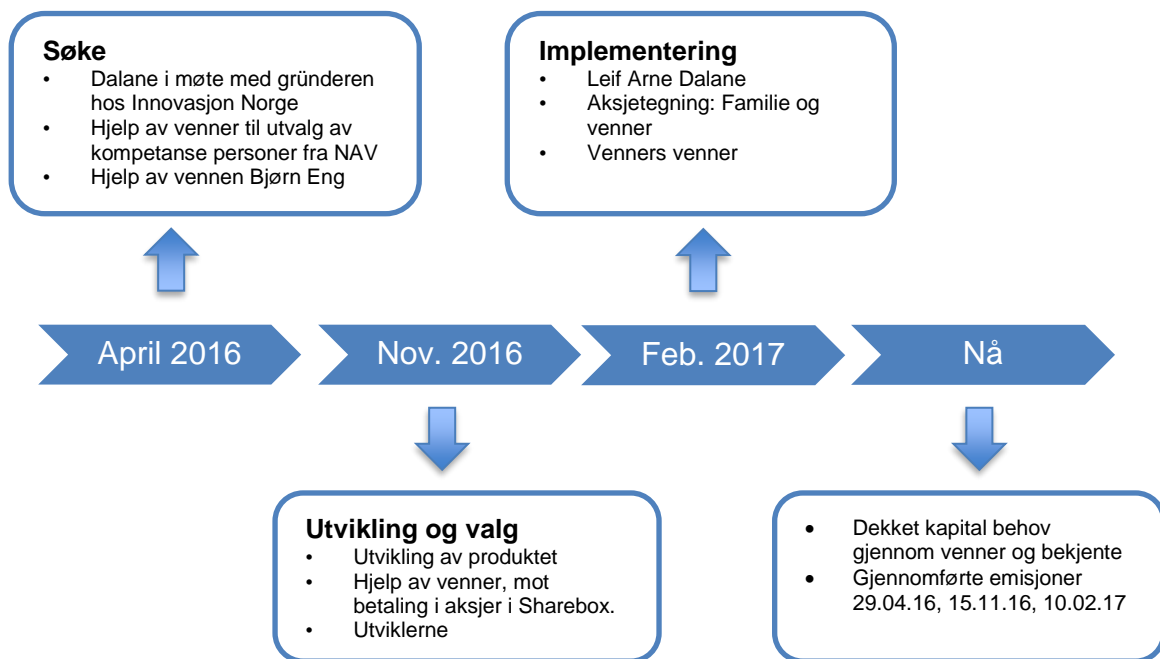 Søke
• Dalane i møte med gründeren
hos Innovasjon Norge
• Hjelp av venner til utvalg av
kompetanse personer fra NAV
• Hjelp av vennen Bjørn Eng
Implementering
• Leif Arne Dalane
• Aksjetegning: Familie og
venner
• Venners venner
April 2016
Nov. 2016
Feb. 2017
Nå
Utvikling og valg
• Utvikling av produktet
• Hjelp av venner, mot
betaling i aksjer i Sharebox.
• Utviklerne
• Dekket kapital behov
gjennom venner og bekjente
• Gjennomførte emisjoner
29.04.16, 15.11.16, 10.02.17